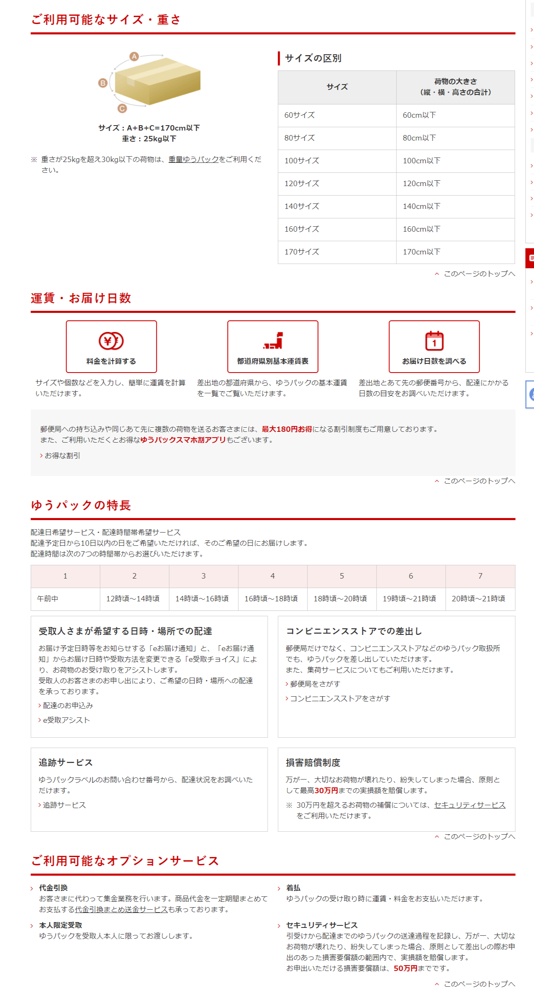 ご利用可能なサイズ・重さ
A
B
C
サイズ：A+B+C=170cm以下
重さ：25kg以下
※ 重さが25kgを超え30kg以下の荷物は、重量ゆうパックをご利用くだ
さい。
サイズの区別
サイズ 荷物の大きさ
（縦・横・高さの合計）
60サイズ 60cm以下
80サイズ 80cm以下
100サイズ 100cm以下
120サイズ 120cm以下
140サイズ 140cm以下
160サイズ 160cm以下
170サイズ 170cm以下
このページのトップへ
運賃・お届け日数
料金を計算する
サイズや個数などを入力し、簡単に運賃を計算
いただけます。
都道府県別基本運賃表
差出地の都道府県から、ゆうパックの基本運賃
を一覧でご覧いただけます。
1
お届け日数を調べる
差出地とあて先の郵便番号から、配達にかかる
日数の目安をお調べいただけます。
郵便局への持ち込みや同じあて先に複数の荷物を送るお客さまには、最大180円お得になる割引制度もご用意しております。
また、ご利用いただくとお得なゆうパックスマホ割アプリもございます。
お得な割引
このページのトップへ
ゆうパックの特長
配達日希望サービス・配達時間帯希望サービス
配達予定日から10日以内の日をご希望いただければ、そのご希望の日にお届けします。
配達時間は次の7つの時間帯からお選びいただけます。
1 2 3 4 5 6 7
午前中 12時頃～14時頃 14時頃～16時頃 16時頃～18時頃 18時頃～20時頃 19時頃～21時頃 20時頃～21時頃
受取人さまが希望する日時・場所での配達
お届け予定日時等をお知らせする「eお届け通知」と、「eお届け通
知」からお届け日時や受取方法を変更できる「e受取チョイス」によ
り、お荷物のお受け取りをアシストします。
受取人のお客さまのお申し出により、ご希望の日時・場所への配達
を承っております。
配達のお申込み
e受取アシスト
コンビニエンスストアでの差出し
郵便局だけでなく、コンビニエンスストアなどのゆうパック取扱所
でも、ゆうパックを差し出していただけます。
また、集荷サービスについてもご利用いただけます。
郵便局をさがす
コンビニエンスストアをさがす
追跡サービス
ゆうパックラベルのお問い合わせ番号から、配達状況をお調べいた
だけます。
追跡サービス
損害賠償制度
万が一、大切なお荷物が壊れたり、紛失してしまった場合、原則と
して最高30万円までの実損額を賠償します。
※ 30万円を超えるお荷物の補償については、セキュリティサービス
をご利用いただけます。
このページのトップへ
ご利用可能なオプションサービス
代金引換
お客さまに代わって集金業務を行います。商品代金を一定期間まとめて
お支払する代金引換まとめ送金サービスも承っております。
着払
ゆうパックの受け取り時に運賃・料金をお支払いただけます。
本人限定受取
ゆうパックを受取人本人に限ってお渡しします。
セキュリティサービス
引受けから配達までのゆうパックの送達過程を記録し、万が一、大切な
お荷物が壊れたり、紛失してしまった場合、原則として差出しの際お申
出のあった損害要償額の範囲内で、実損額を賠償します。
お申出いただける損害要償額は、50万円までです。
このページのトップへ